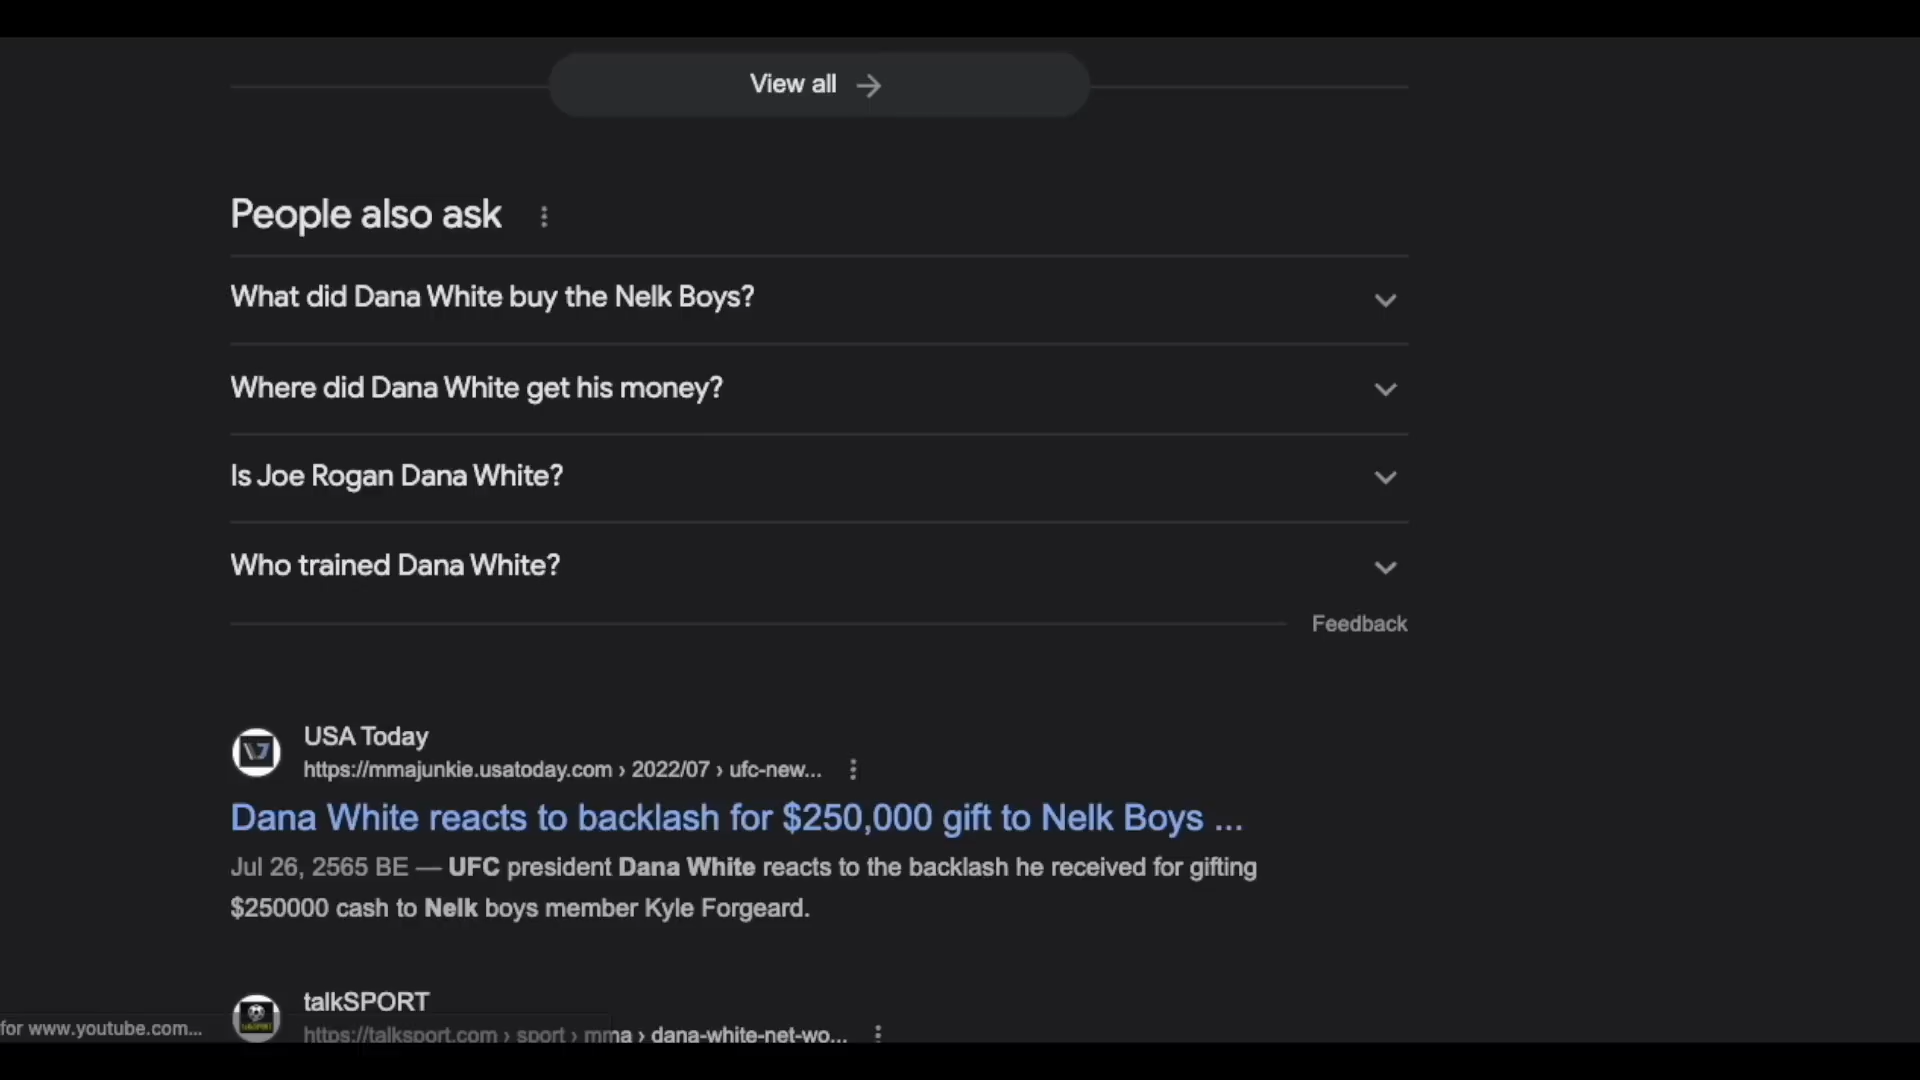 View all
People also ask
What did Dana White buy the Nelk Boys?
Where did Dana White get his money?
Is Joe Rogan Dana White?
Who trained Dana White?
Feedback
USA Today
https://mmajunkie.usatoday.com › 2022/07 › ufc-new...
Dana White reacts to backlash for $250,000 gift to Nelk Boys ...
Jul 26, 2565 BE — UFC president Dana White reacts to the backlash he received for gifting
$250000 cash to Nelk boys member Kyle Forgeard.
talkSPORT
for www.youtube.com...
https://talksport.com › sport › mma › dana-white-net-wo...